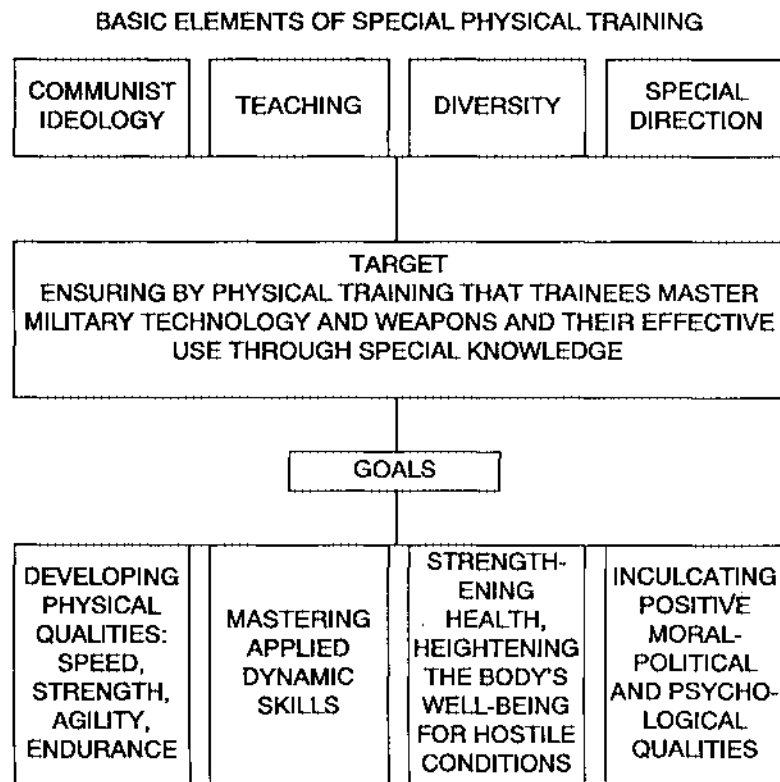 BASIC ELEMENTS OF SPECIAL PHYSICAL TRAINING
COMMUNIST
IDEOLOGY
TEACHING
DIVERSITY
SPECIAL
DIRECTION
TARGET
ENSURING BY PHYSICAL TRAINING THAT TRAINEES MASTER
MILITARY TECHNOLOGY AND WEAPONS AND THEIR EFFECTIVE
USE THROUGH SPECIAL KNOWLEDGE
GOALS
DEVELOPING
PHYSICAL
QUALITIES:
SPEED,
STRENGTH,
AGILITY,
ENDURANCE
MASTERING
APPLIED
DYNAMIC
SKILLS
STRENGTH-
ENING
HEALTH,
HEIGHTENING
THE BODY'S
WELL-BEING
FOR HOSTILE
CONDITIONS
INCULCATING
POSITIVE
MORAL-
POLITICAL
AND PSYCHO-
LOGICAL
QUALITIES